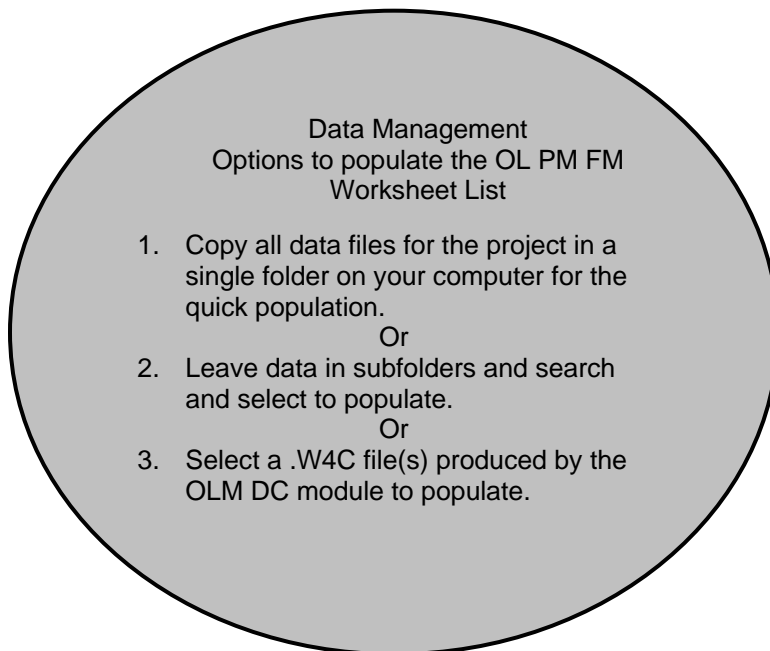 Data Management
Options to populate the OL PM FM
Worksheet List
1. Copy all data files for the project in a
single folder on your computer for the
quick population.
Or
2. Leave data in subfolders and search
and select to populate.
Or
3. Select a .W4C file(s) produced by the
OLM DC module to populate.